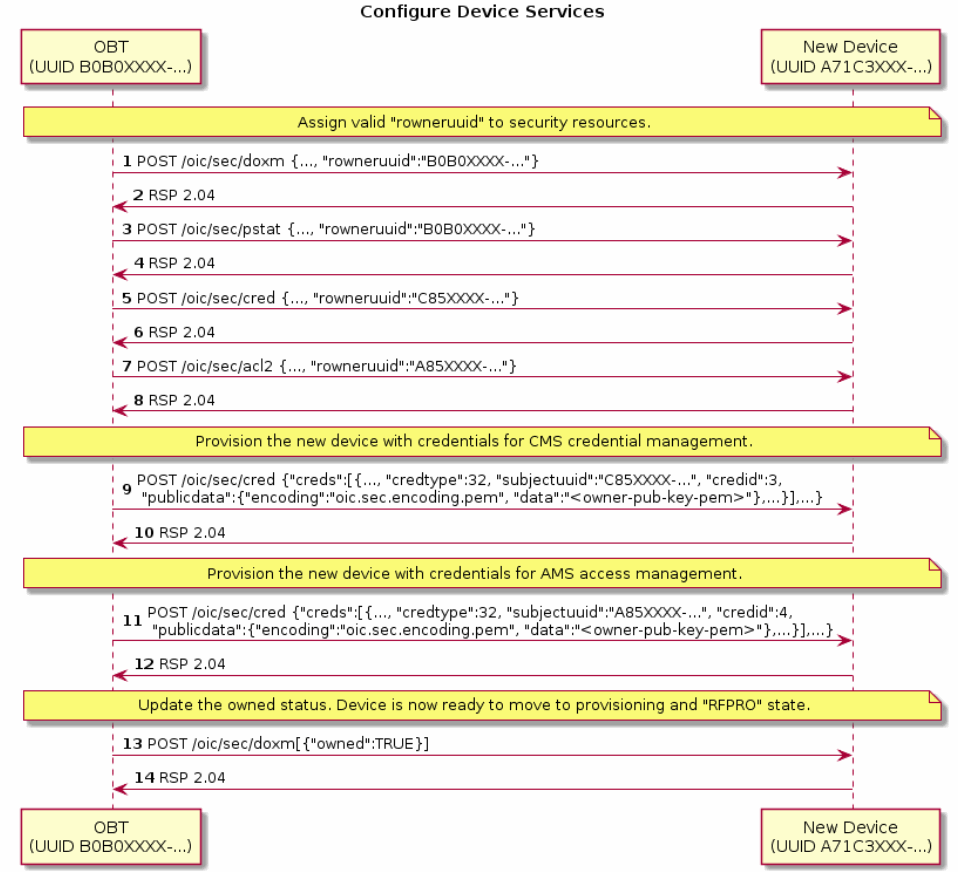 Configure Device Services
OBT
(UUID B0B0XXXX-...)
New Device
(UUID A71C3XXX-...)
Assign valid "rowneruuid" to security resources.
1 POST /oic/sec/doxm {..., "rowneruuid":"B0B0XXXX-..."}
2 RSP 2.04
3 POST /oic/sec/pstat {..., "rowneruuid":"B0B0XXXX-..."}
4 RSP 2.04
5 POST /oic/sec/cred {..., "rowneruuid":"C85XXXX-..."}
6 RSP 2.04
7 POST /oic/sec/acl2 {..., "rowneruuid":"A85XXXX-..."}
8 RSP 2.04
Provision the new device with credentials for CMS credential management.
9 POST /oic/sec/cred {"creds":[{..., "credtype":32, "subjectuuid":"C85XXXX-...", "credid":3,
"publicdata":{"encoding":"oic.sec.encoding.pem", "data":"<owner-pub-key-pem>"},...}],...}
10 RSP 2.04
Provision the new device with credentials for AMS access management.
11 POST /oic/sec/cred {"creds":[{..., "credtype":32, "subjectuuid":"A85XXXX-...", "credid":4,
"publicdata":{"encoding":"oic.sec.encoding.pem", "data":"<owner-pub-key-pem>"},...}],...}
12 RSP 2.04
Update the owned status. Device is now ready to move to provisioning and "RFPRO" state.
13 POST /oic/sec/doxm[{"owned":TRUE}]
14 RSP 2.04
OBT
(UUID B0B0XXXX-...)
New Device
(UUID A71C3XXX-...)